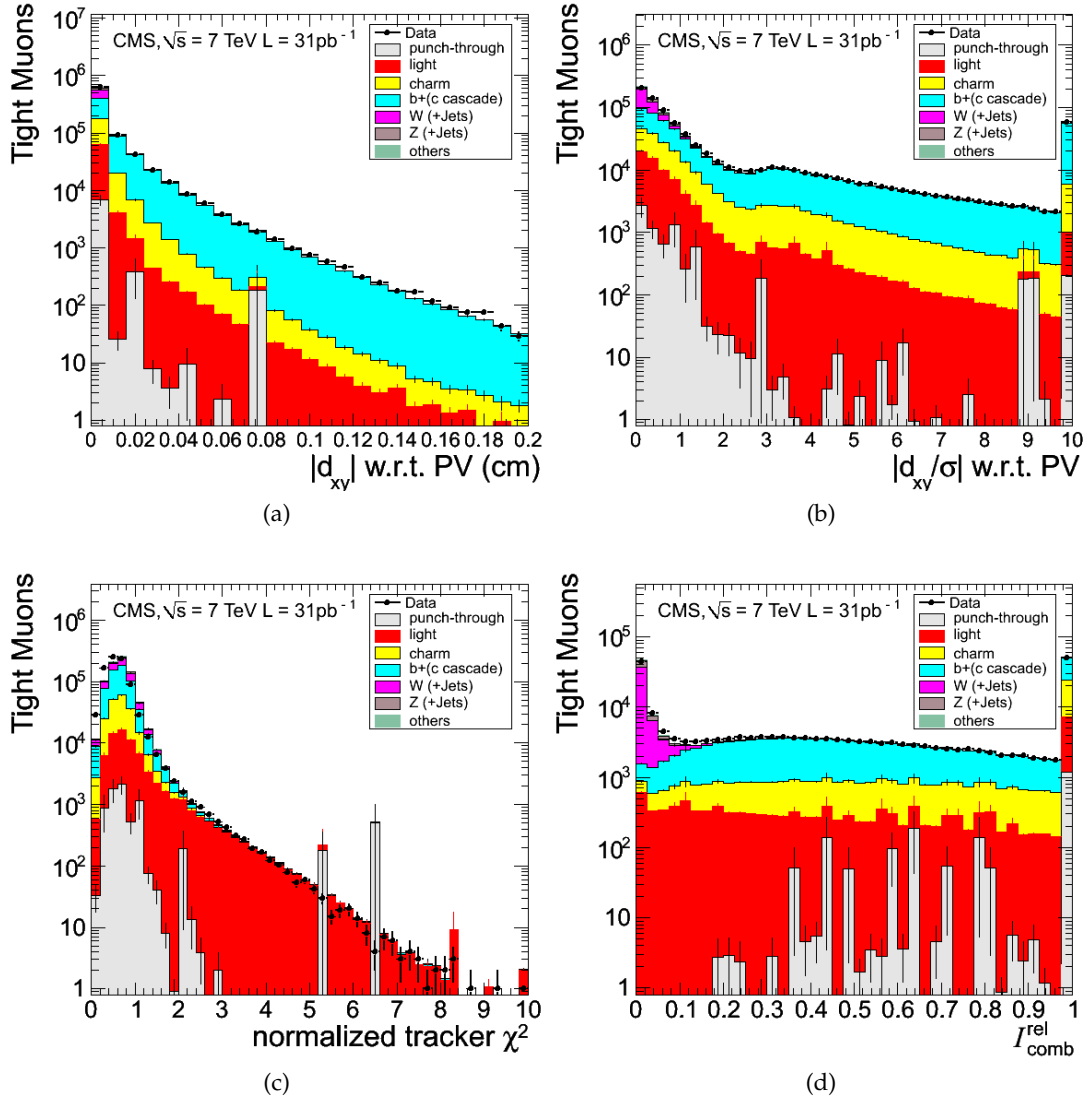 CMS, √s = 7 TeV L = 31pb⁻¹
Data
punch-through
light
charm
b+(c cascade)
W (+Jets)
Z (+Jets)
others
Tight Muons
10⁷
10⁶
10⁵
10⁴
10³
10²
10
1
0 0.02 0.04 0.06 0.08 0.1 0.12 0.14 0.16 0.18 0.2
|d_xy| w.r.t. PV (cm)
(a)
CMS, √s = 7 TeV L = 31pb⁻¹
Data
punch-through
light
charm
b+(c cascade)
W (+Jets)
Z (+Jets)
others
Tight Muons
10⁶
10⁵
10⁴
10³
10²
10
1
0 1 2 3 4 5 6 7 8 9 10
|d_xy/σ| w.r.t. PV
(b)
CMS, √s = 7 TeV L = 31pb⁻¹
Data
punch-through
light
charm
b+(c cascade)
W (+Jets)
Z (+Jets)
others
Tight Muons
10⁶
10⁵
10⁴
10³
10²
10
1
0 1 2 3 4 5 6 7 8 9 10
normalized tracker χ²
(c)
CMS, √s = 7 TeV L = 31pb⁻¹
Data
punch-through
light
charm
b+(c cascade)
W (+Jets)
Z (+Jets)
others
Tight Muons
10⁵
10⁴
10³
10²
10
1
0 0.1 0.2 0.3 0.4 0.5 0.6 0.7 0.8 0.9 1
I^rel_comb
(d)